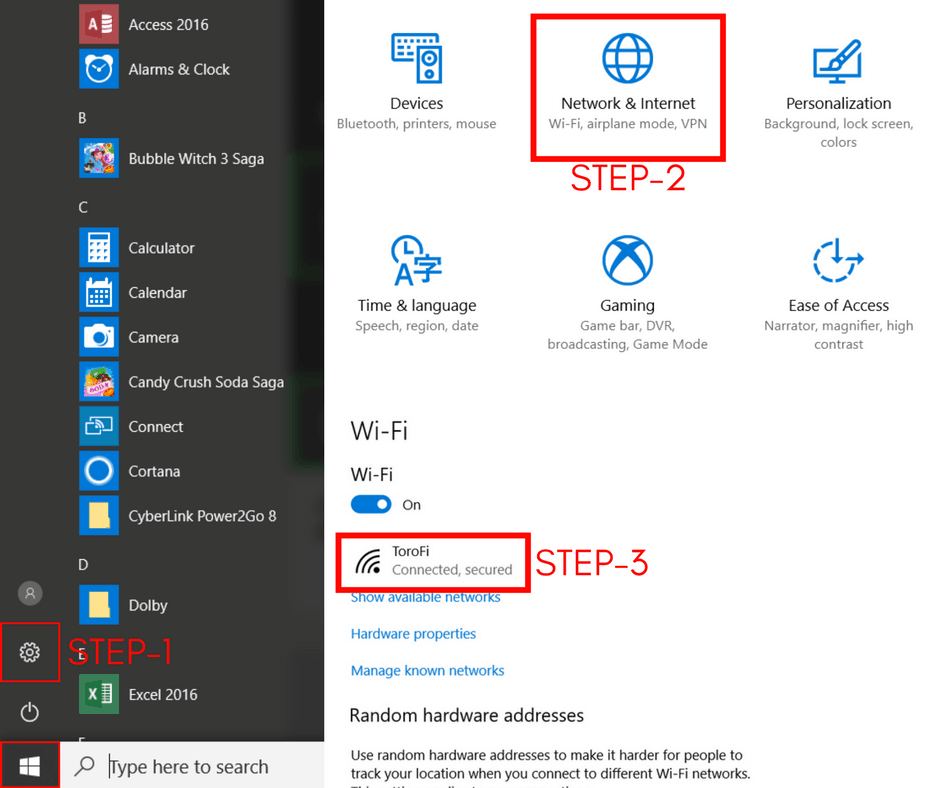 Access 2016
Alarms & Clock
B
Bubble Witch 3 Saga
C
Calculator
Calendar
Camera
Candy Crush Soda Saga
Connect
Cortana
CyberLink Power2Go 8
D
Dolby
E
STEP-1
Excel 2016
Type here to search
Devices
Bluetooth, printers, mouse
Network & Internet
Wi-Fi, airplane mode, VPN
STEP-2
Personalization
Background, lock screen,
colors
Time & language
Speech, region, date
Gaming
Game bar, DVR,
broadcasting, Game Mode
Ease of Access
Narrator, magnifier, high
contrast
Wi-Fi
Wi-Fi
On
ToroFi
Connected, secured
STEP-3
Show available networks
Hardware properties
Manage known networks
Random hardware addresses
Use random hardware addresses to make it harder for people to
track your location when you connect to different Wi-Fi networks.